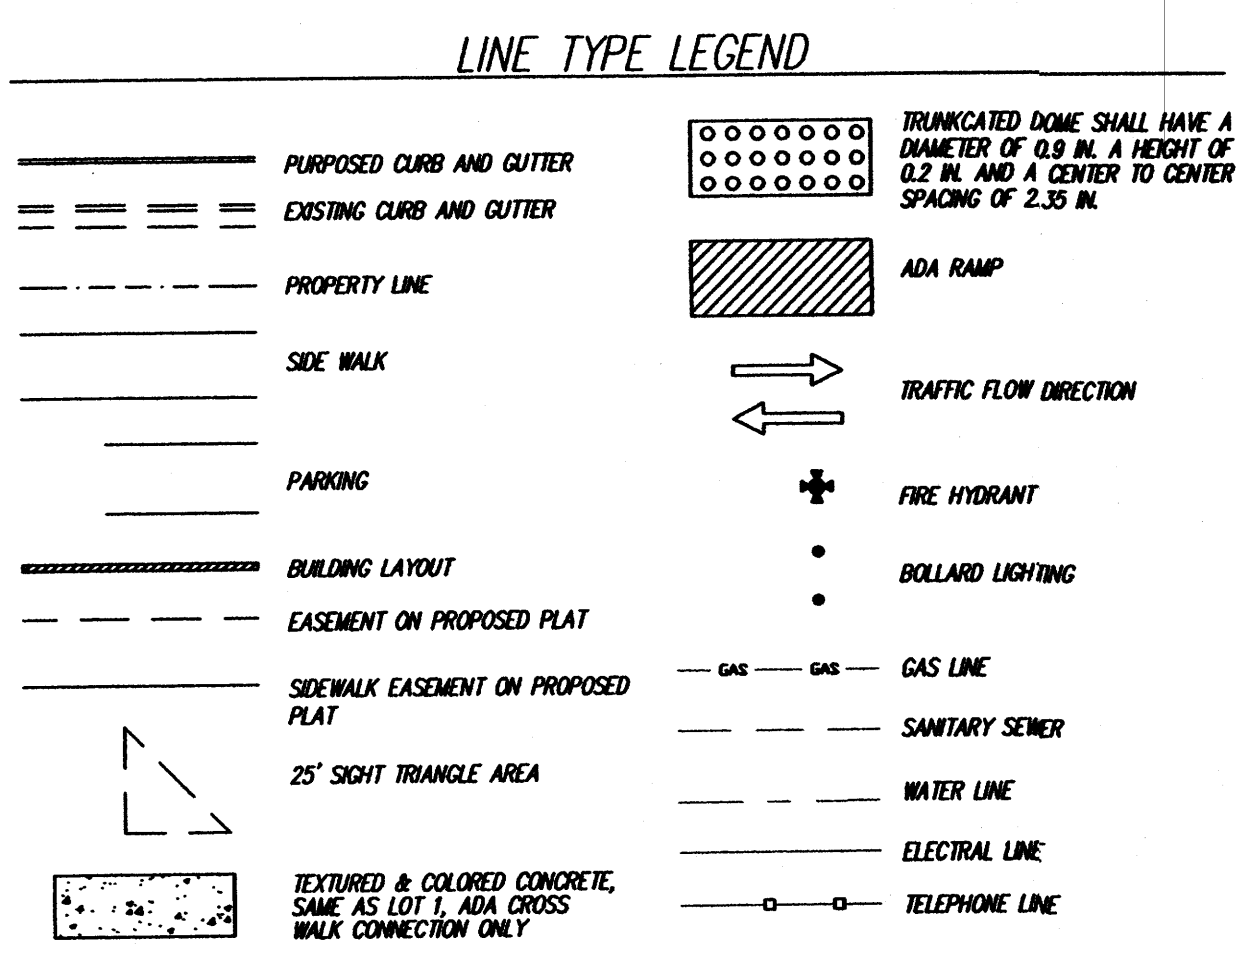 LINE TYPE LEGEND
PURPOSED CURB AND GUTTER
EXISTING CURB AND GUTTER
PROPERTY LINE
SIDE WALK
PARKING
BUILDING LAYOUT
EASEMENT ON PROPOSED PLAT
SIDEWALK EASEMENT ON PROPOSED
PLAT
25' SIGHT TRIANGLE AREA
TEXTURED & COLORED CONCRETE,
SAME AS LOT 1, ADA CROSS
WALK CONNECTION ONLY
TRUNKCATED DOME SHALL HAVE A
DIAMETER OF 0.9 IN. A HEIGHT OF
0.2 IN. AND A CENTER TO CENTER
SPACING OF 2.35 IN.
ADA RAMP
TRAFFIC FLOW DIRECTION
FIRE HYDRANT
BOLLARD LIGHTING
GAS GAS GAS LINE
SANITARY SEWER
WATER LINE
ELECTRAL LINE
TELEPHONE LINE